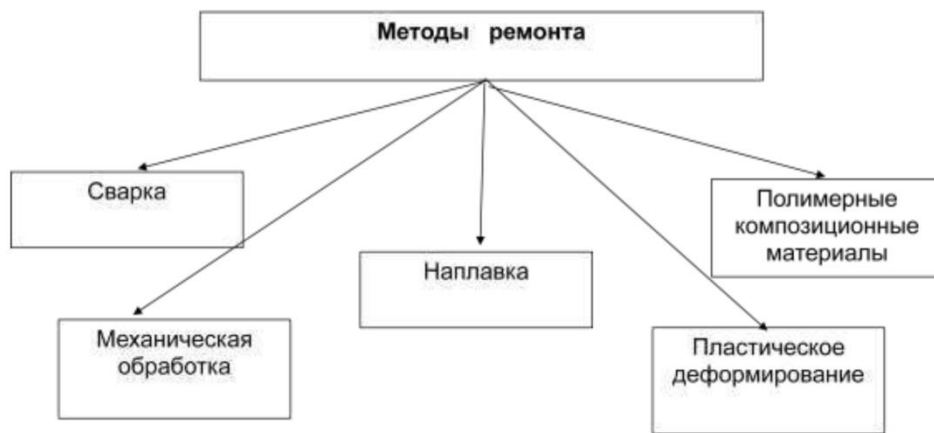 Методы ремонта
Сварка
Полимерные
композиционные
материалы
Наплавка
Механическая
обработка
Пластическое
деформирование